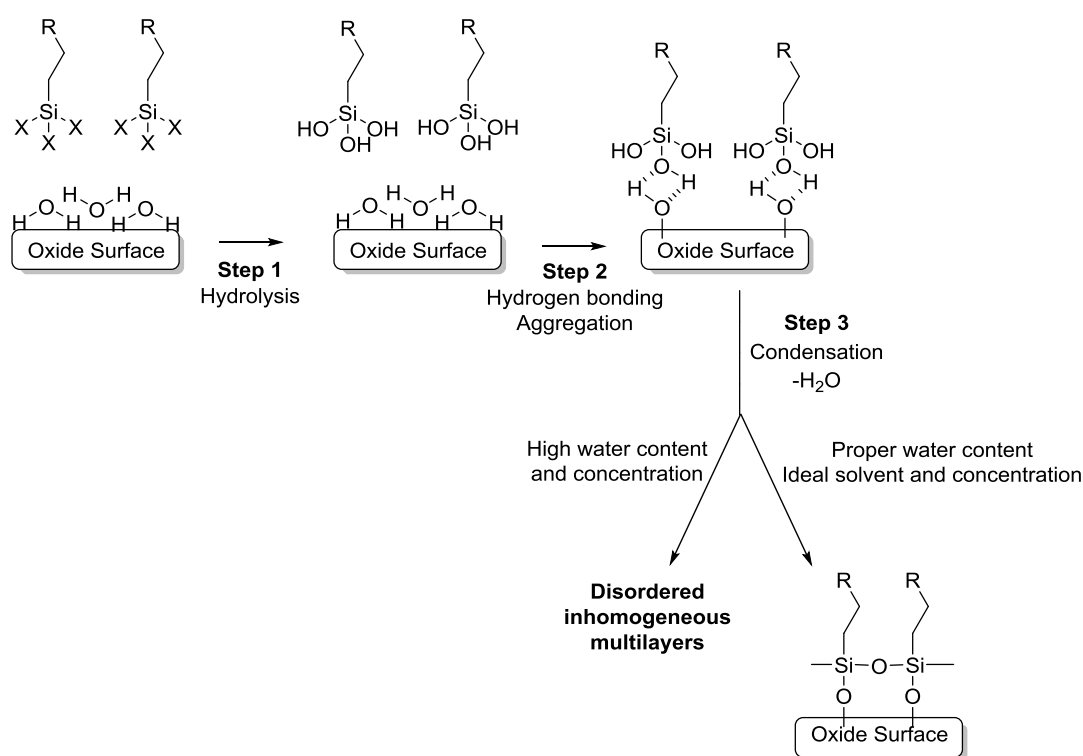 R R
Si Si
X X X X
X X
H H
H O O O H
H H
Oxide Surface
Step 1
Hydrolysis
R R
Si Si
HO OH HO OH
OH OH
H H
H O O O H
H H
Oxide Surface
Step 2
Hydrogen bonding
Aggregation
R R
Si Si
HO OH HO OH
O O
H H H H
O O
Oxide Surface
Step 3
Condensation
-H2O
High water content
and concentration
Proper water content
Ideal solvent and concentration
Disordered
inhomogeneous
multilayers
R R
Si O Si
O O
Oxide Surface